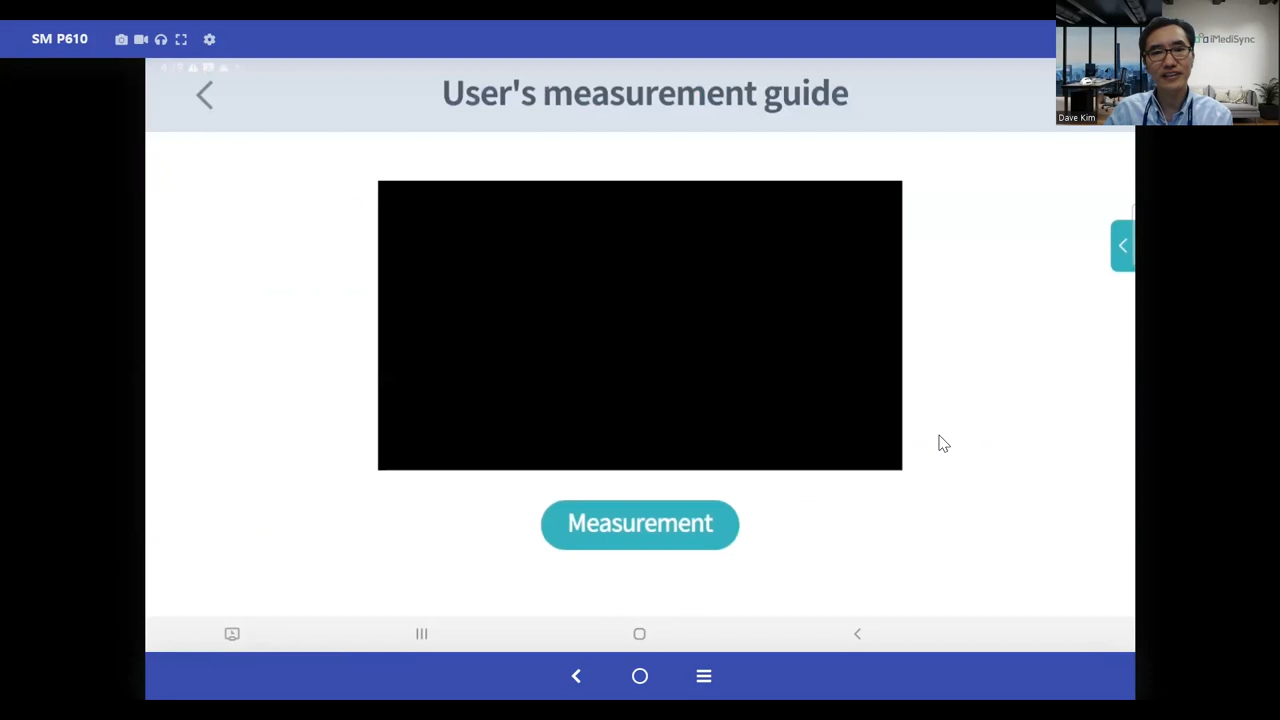 SM P610
User's measurement guide
iMediSync
Dave Kim
Measurement